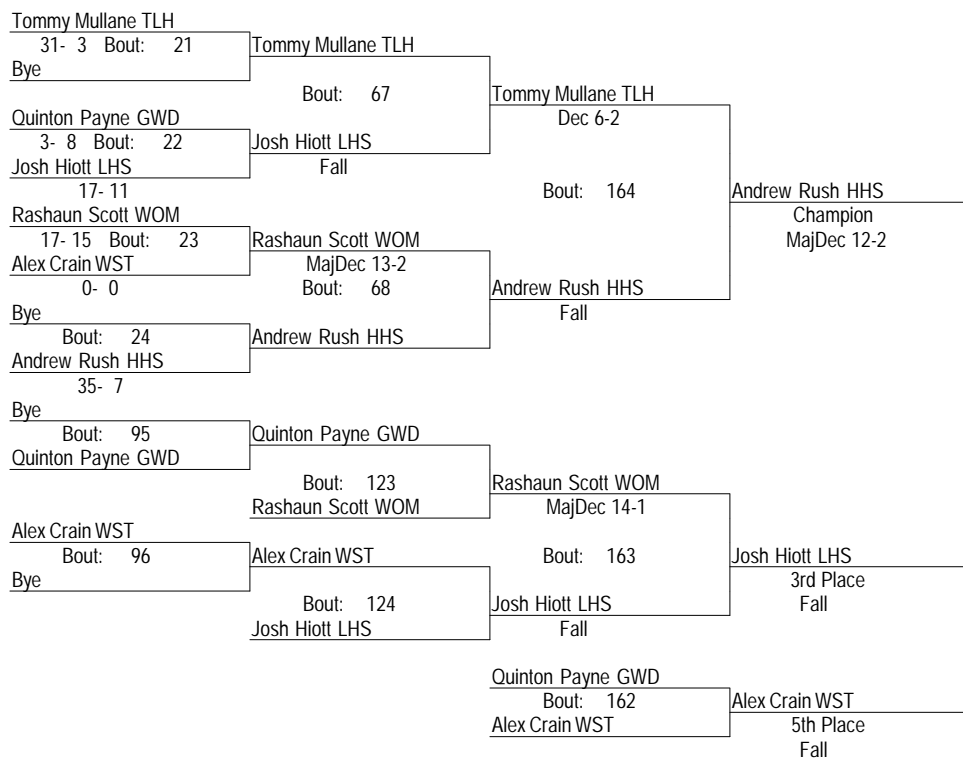 Tommy Mullane TLH
31- 3 Bout: 21
Bye
Tommy Mullane TLH
Bout: 67
Quinton Payne GWD
3- 8 Bout: 22
Josh Hiott LHS
17- 11
Josh Hiott LHS
Fall
Tommy Mullane TLH
Dec 6-2
Bout: 164
Rashaun Scott WOM
17- 15 Bout: 23
Alex Crain WST
0- 0
Rashaun Scott WOM
MajDec 13-2
Bout: 68
Bye
Bout: 24
Andrew Rush HHS
35- 7
Andrew Rush HHS
Andrew Rush HHS
Fall
Andrew Rush HHS
Champion
MajDec 12-2
Bye
Bout: 95
Quinton Payne GWD
Quinton Payne GWD
Bout: 123
Rashaun Scott WOM
Rashaun Scott WOM
MajDec 14-1
Bout: 163
Alex Crain WST
Bout: 96
Bye
Alex Crain WST
Bout: 124
Josh Hiott LHS
Josh Hiott LHS
Fall
Josh Hiott LHS
3rd Place
Fall
Quinton Payne GWD
Bout: 162
Alex Crain WST
Alex Crain WST
5th Place
Fall